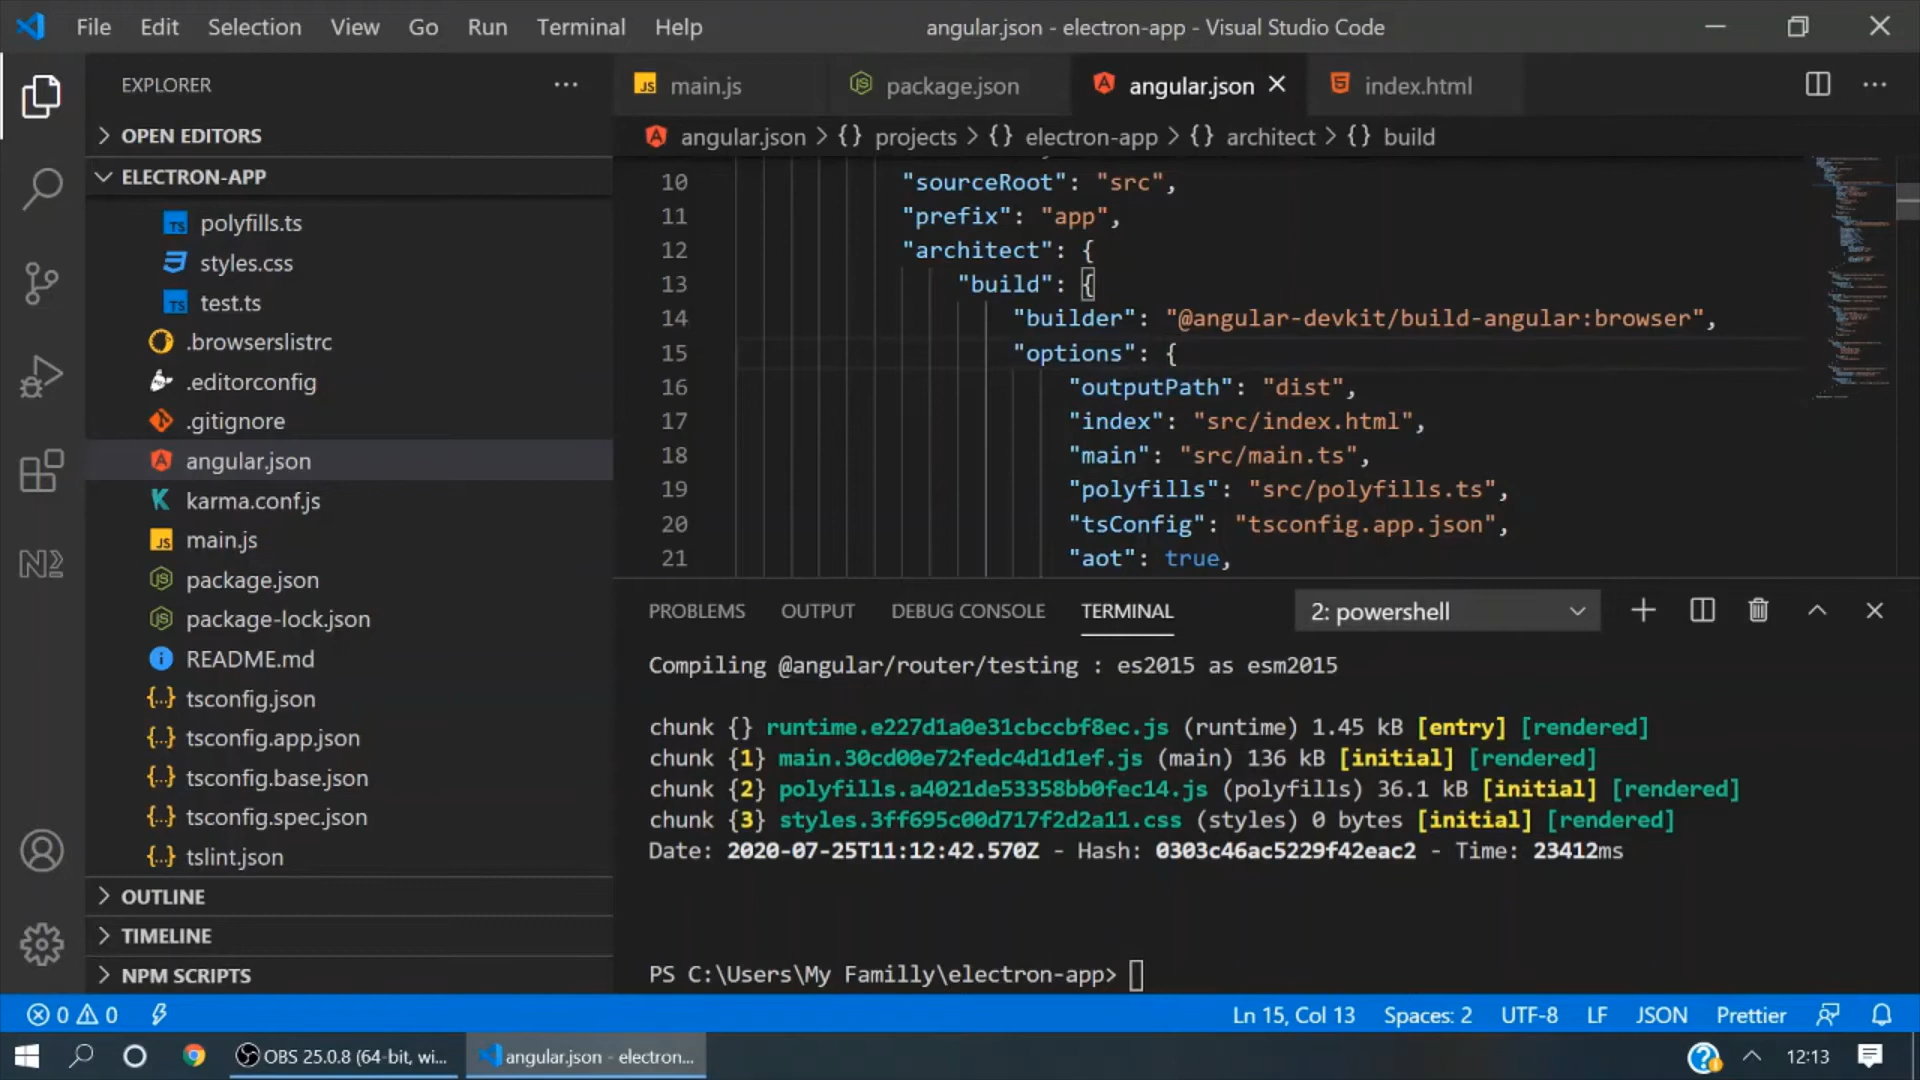 File Edit Selection View Go Run Terminal Help
angular.json - electron-app - Visual Studio Code
EXPLORER
OPEN EDITORS
ELECTRON-APP
TS polyfills.ts
styles.css
TS test.ts
.browserslistrc
.editorconfig
.gitignore
angular.json
karma.conf.js
JS main.js
package.json
package-lock.json
README.md
{..} tsconfig.json
{..} tsconfig.app.json
{..} tsconfig.base.json
{..} tsconfig.spec.json
{..} tslint.json
OUTLINE
TIMELINE
NPM SCRIPTS
JS main.js package.json angular.json index.html
angular.json > {} projects > {} electron-app > {} architect > {} build
10 "sourceRoot": "src",
11 "prefix": "app",
12 "architect": {
13 "build": {
14 "builder": "@angular-devkit/build-angular:browser",
15 "options": {
16 "outputPath": "dist",
17 "index": "src/index.html",
18 "main": "src/main.ts",
19 "polyfills": "src/polyfills.ts",
20 "tsConfig": "tsconfig.app.json",
21 "aot": true,
PROBLEMS OUTPUT DEBUG CONSOLE TERMINAL 2: powershell
Compiling @angular/router/testing : es2015 as esm2015
chunk {} runtime.e227d1a0e31cbccbf8ec.js (runtime) 1.45 kB [entry] [rendered]
chunk {1} main.30cd00e72fedc4d1d1ef.js (main) 136 kB [initial] [rendered]
chunk {2} polyfills.a4021de53358bb0fec14.js (polyfills) 36.1 kB [initial] [rendered]
chunk {3} styles.3ff695c00d717f2d2a11.css (styles) 0 bytes [initial] [rendered]
Date: 2020-07-25T11:12:42.570Z - Hash: 0303c46ac5229f42eac2 - Time: 23412ms
PS C:\Users\My Familly\electron-app>
0 0 Ln 15, Col 13 Spaces: 2 UTF-8 LF JSON Prettier
OBS 25.0.8 (64-bit, wi... angular.json - electron... 12:13